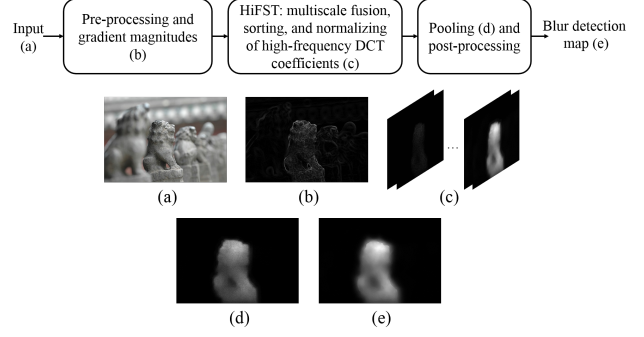 Input
(a)
Pre-processing and
gradient magnitudes
(b)
HiFST: multiscale fusion,
sorting, and normalizing
of high-frequency DCT
coefficients (c)
Pooling (d) and
post-processing
Blur detection
map (e)
(a)
(b)
...
(c)
(d)
(e)